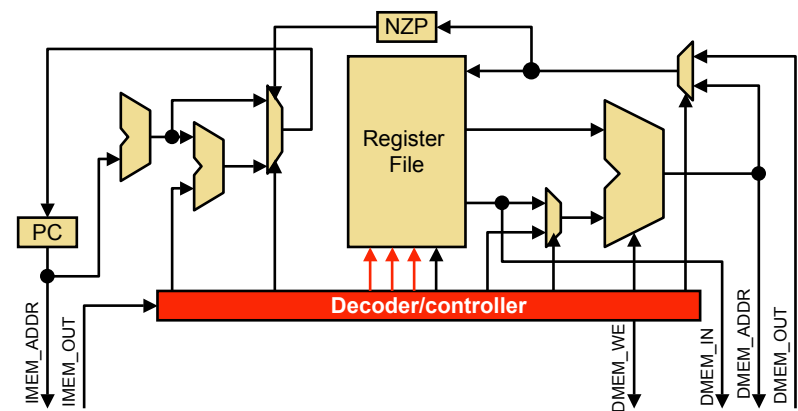 NZP
Register
File
PC
Decoder/controller
IMEM_ADDR
IMEM_OUT
DMEM_WE
DMEM_IN
DMEM_ADDR
DMEM_OUT